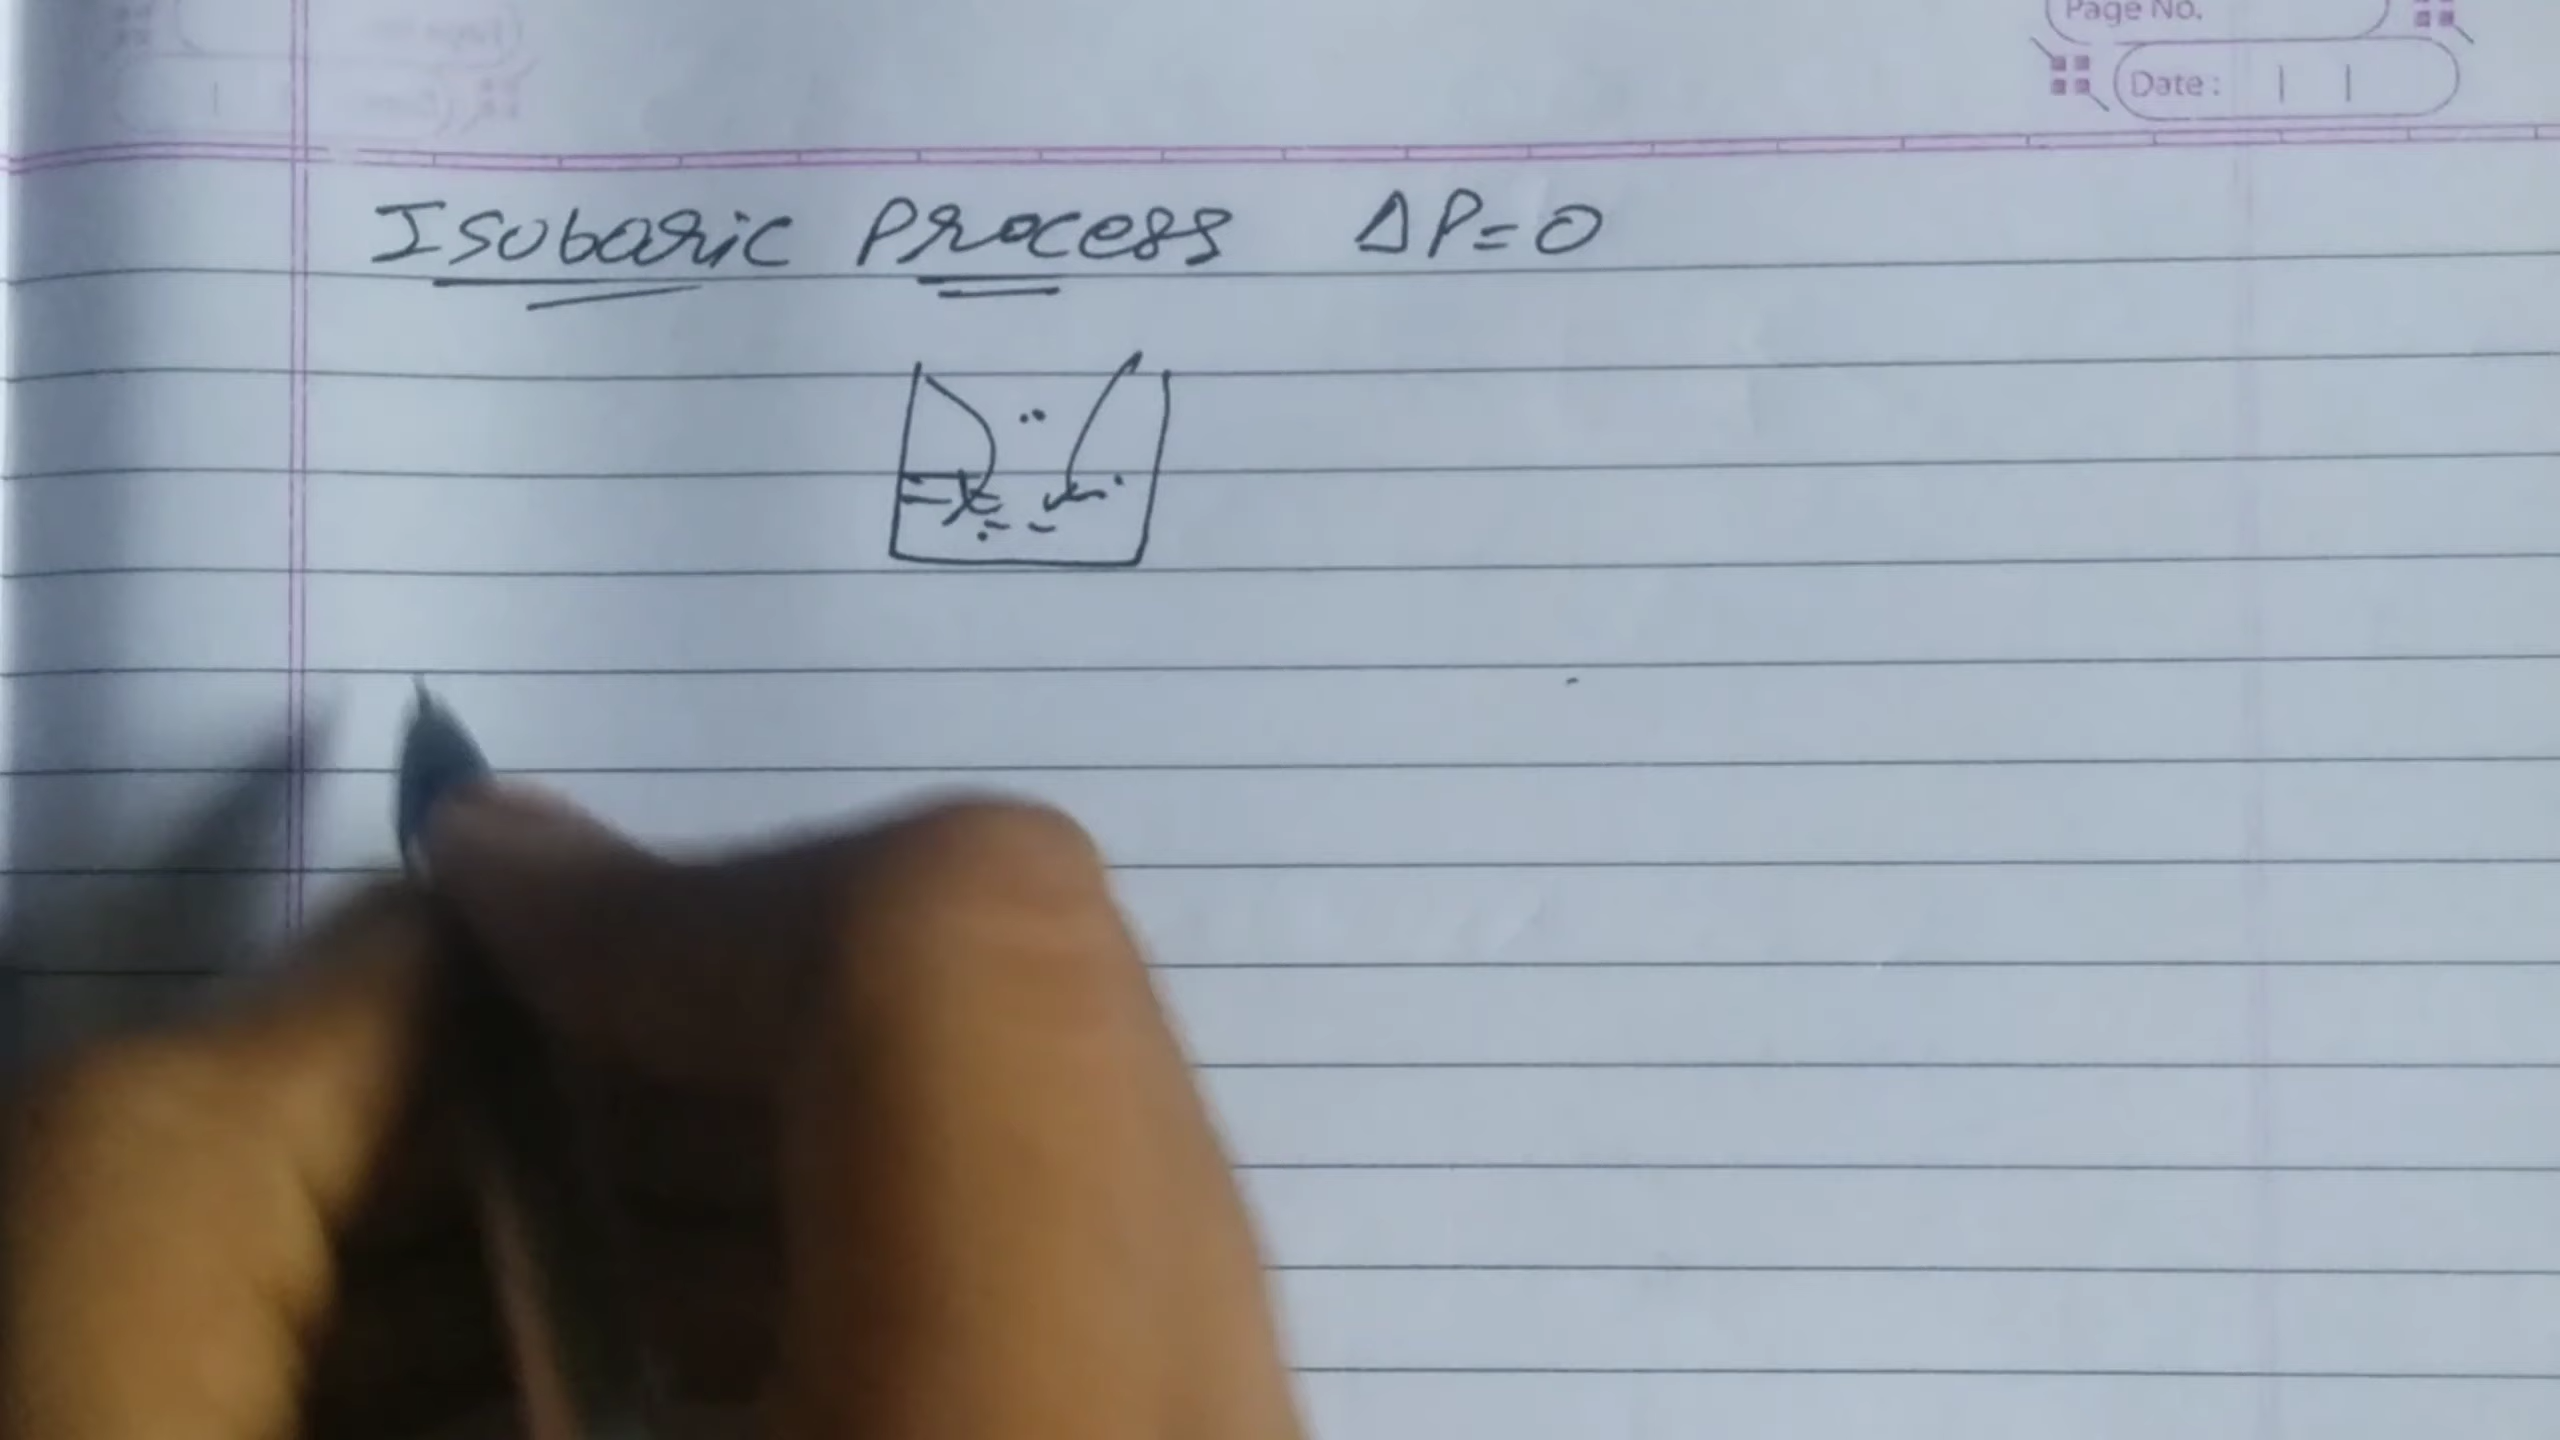 Page No.
Date :
Isobaric Process ΔP=0